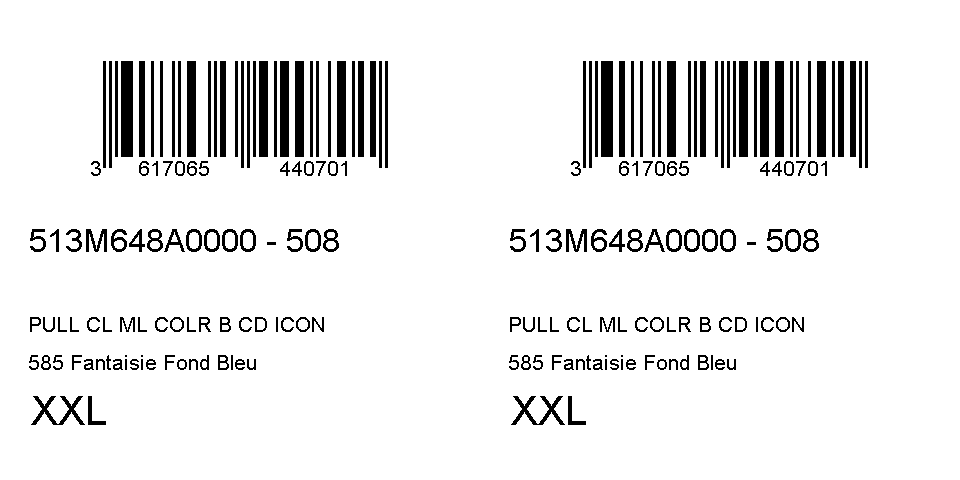 3 617065 440701
513M648A0000 - 508
PULL CL ML COLR B CD ICON
585 Fantaisie Fond Bleu
XXL
3 617065 440701
513M648A0000 - 508
PULL CL ML COLR B CD ICON
585 Fantaisie Fond Bleu
XXL